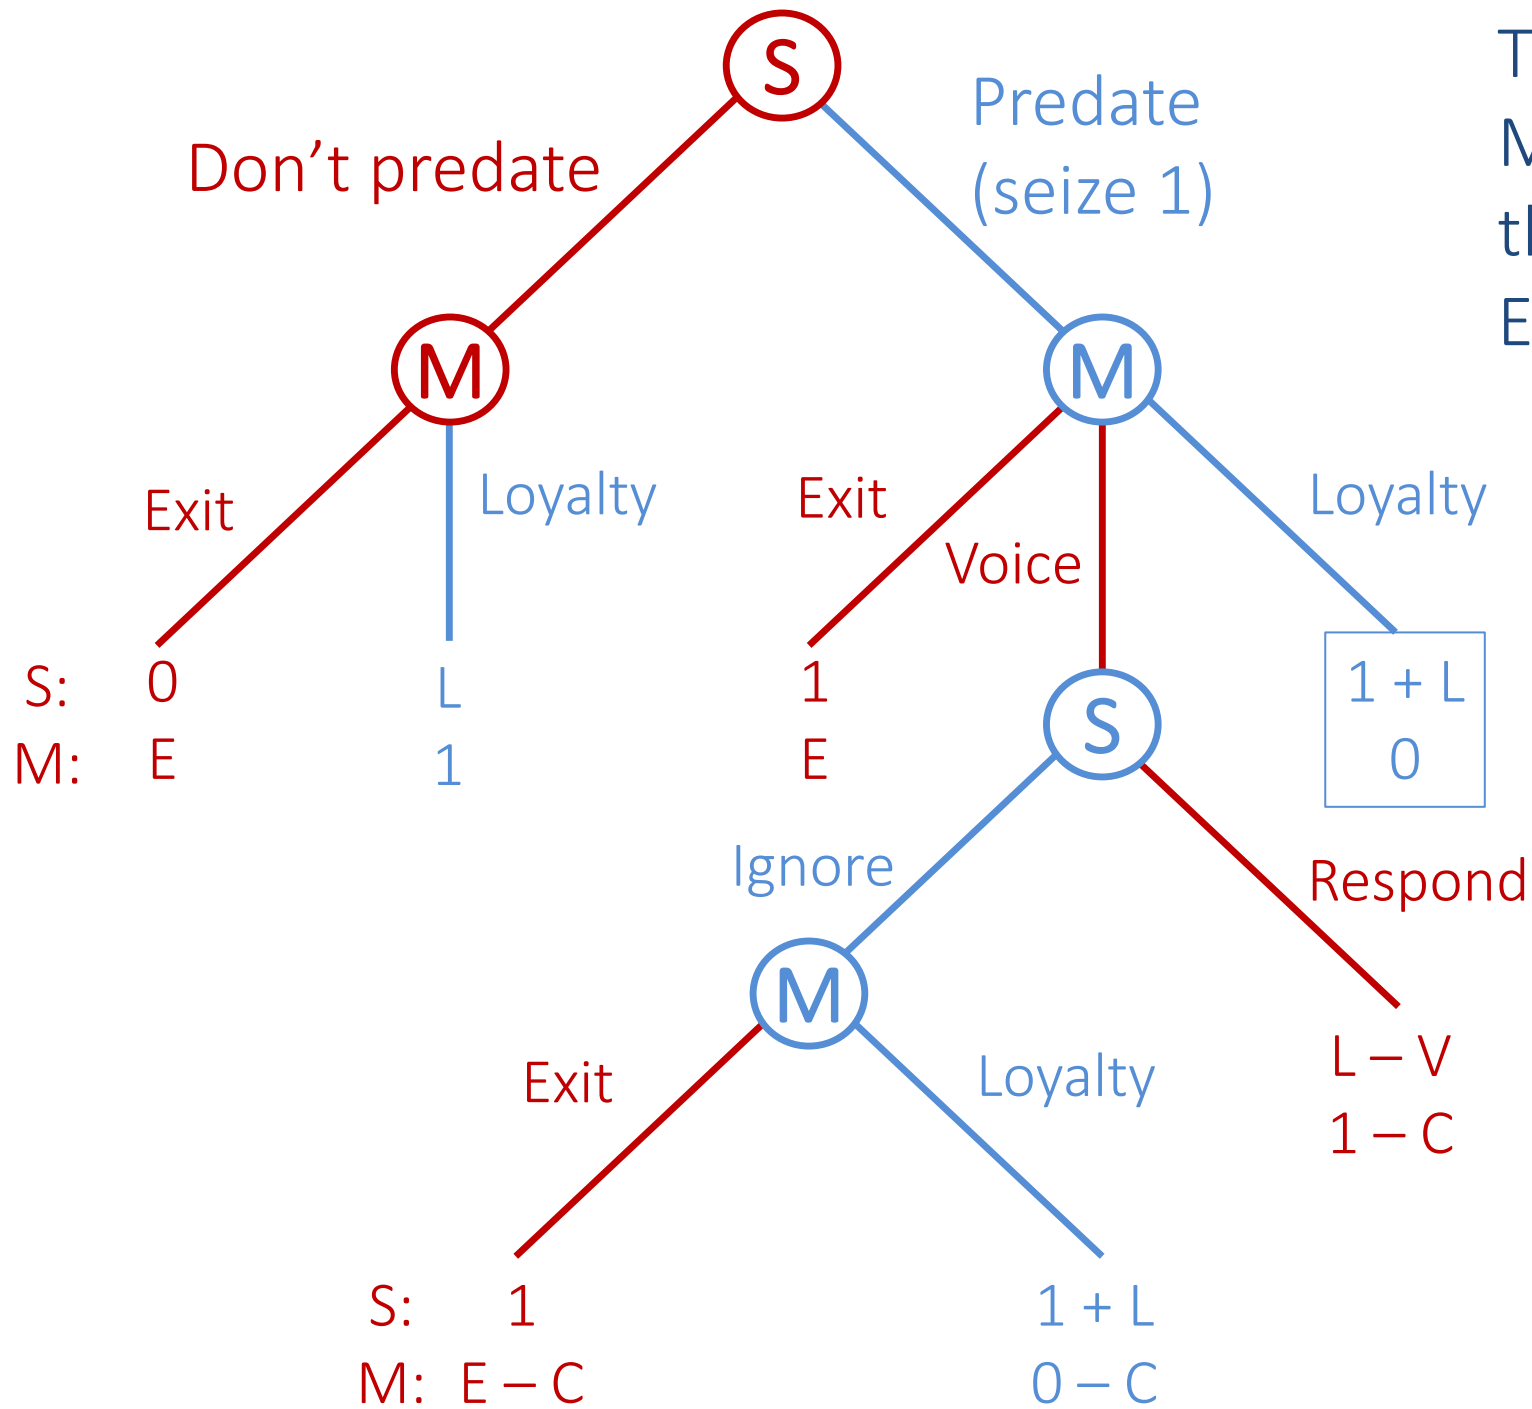 S
Predate
(seize 1)
Don't predate
M
M
Exit
Loyalty
Exit
Voice
Loyalty
S: 0 L 1 1 + L
M: E 1 E 0
S
Ignore
Respond
M
Exit
Loyalty
L – V
1 – C
S: 1 1 + L
M: E – C 0 – C